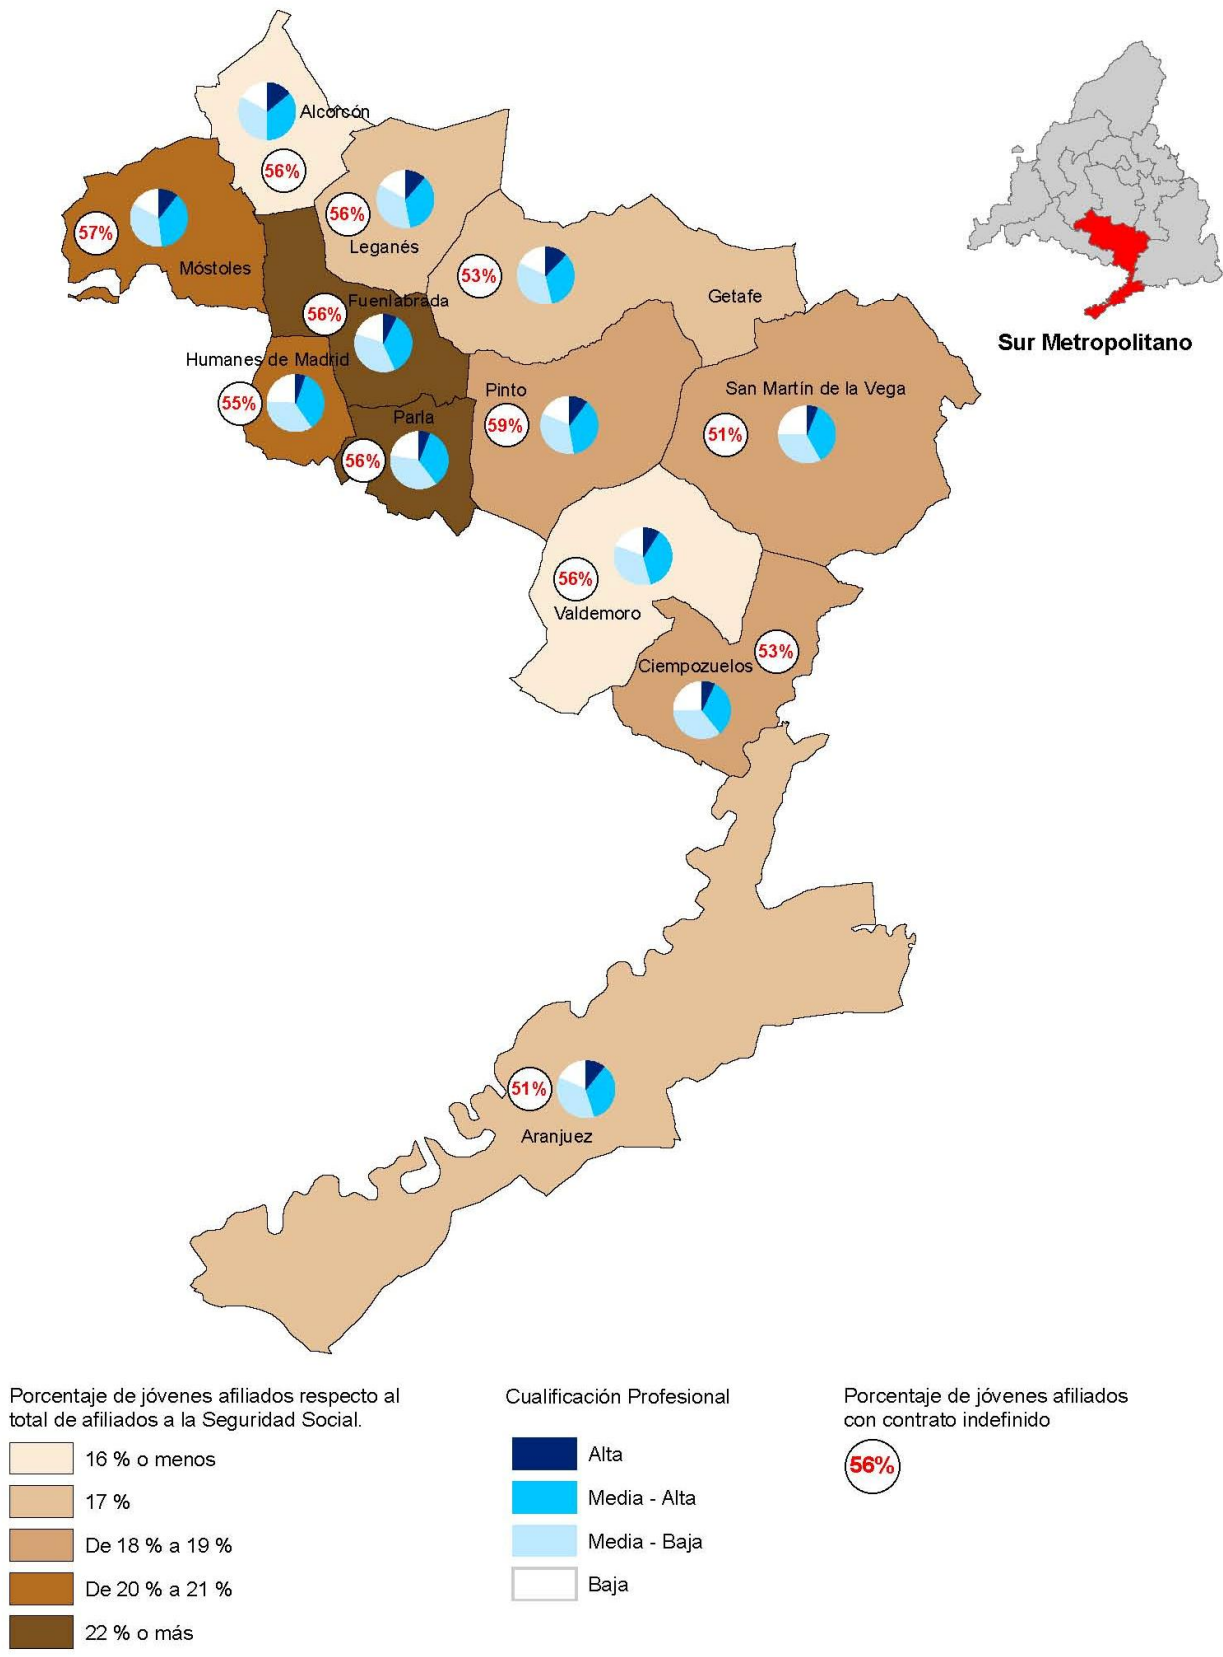 Alcorcón
56%
57%
Móstoles
56%
Leganés
53%
Getafe
Sur Metropolitano
56%
Fuenlabrada
Humanes de Madrid
55%
Parla
56%
Pinto
59%
San Martín de la Vega
51%
56%
Valdemoro
53%
Ciempozuelos
51%
Aranjuez
Porcentaje de jóvenes afiliados respecto al
total de afiliados a la Seguridad Social.
16 % o menos
17 %
De 18 % a 19 %
De 20 % a 21 %
22 % o más
Cualificación Profesional
Alta
Media - Alta
Media - Baja
Baja
Porcentaje de jóvenes afiliados
con contrato indefinido
56%